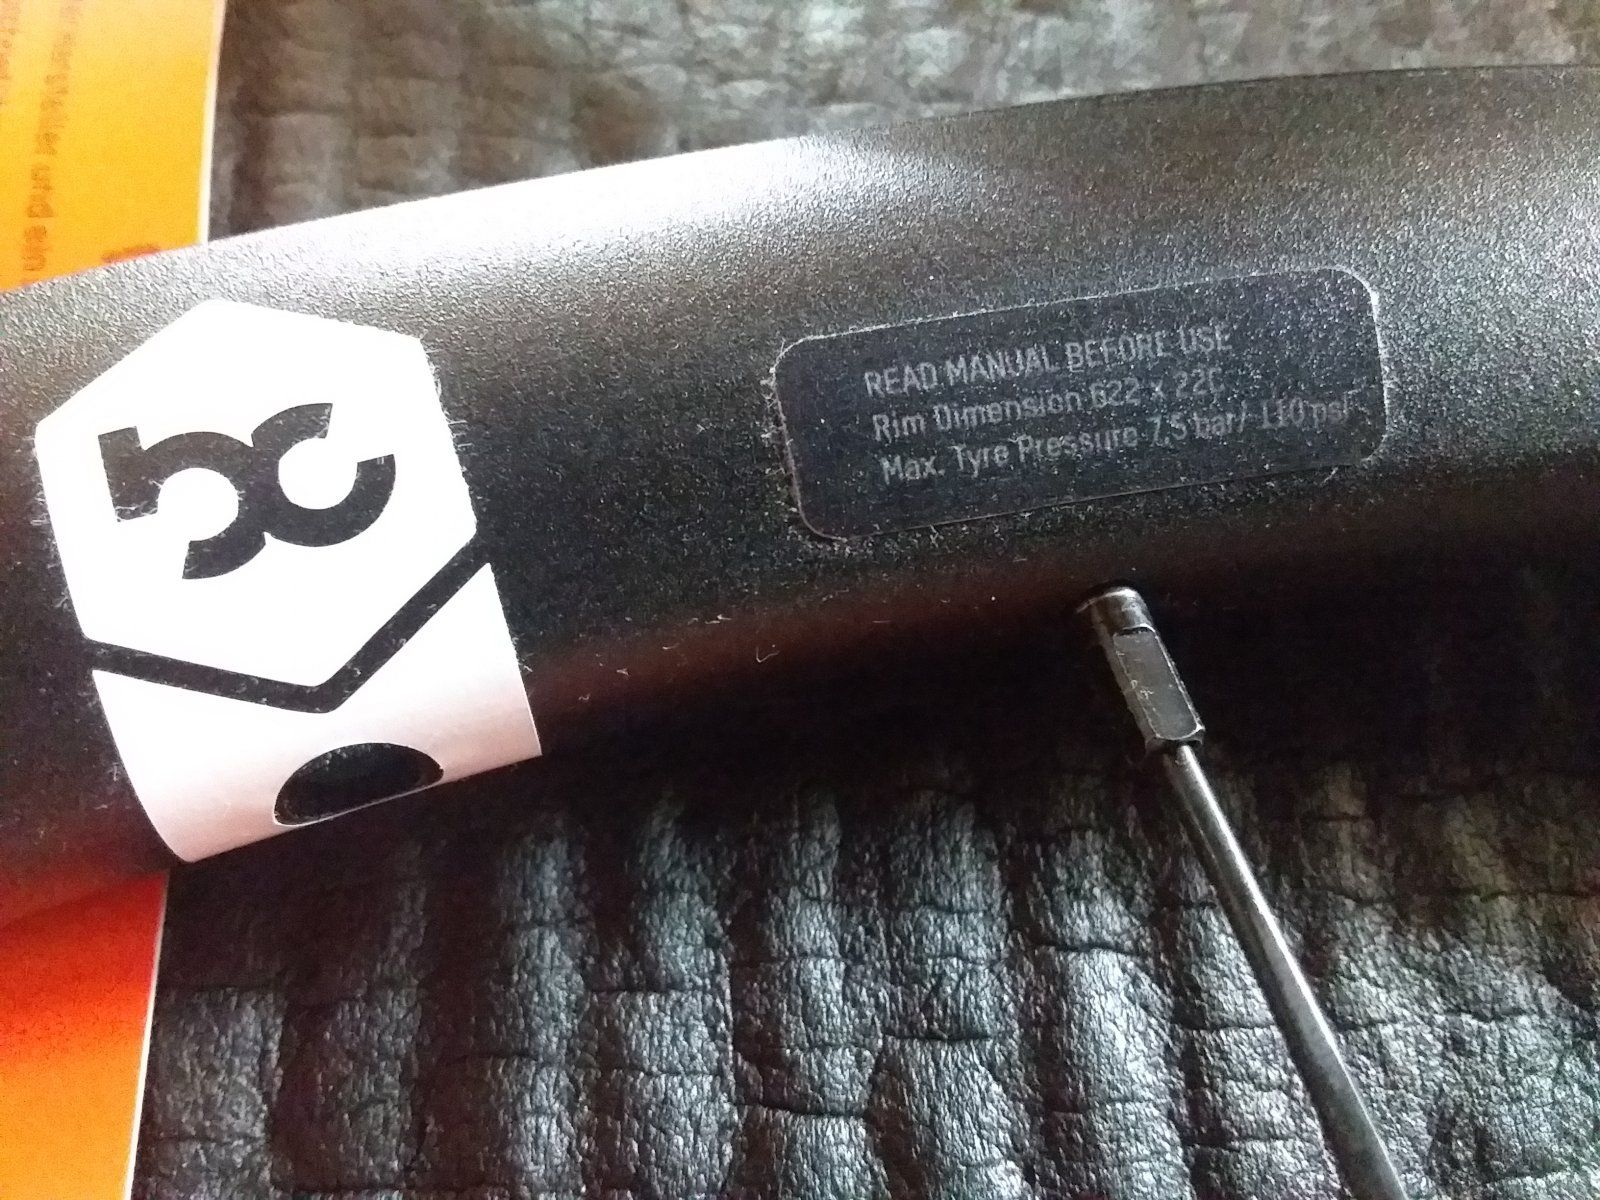 READ MANUAL BEFORE USE
Rim Dimension 622 x 22C
Max. Tyre Pressure 7.5 bar/ 110 psi